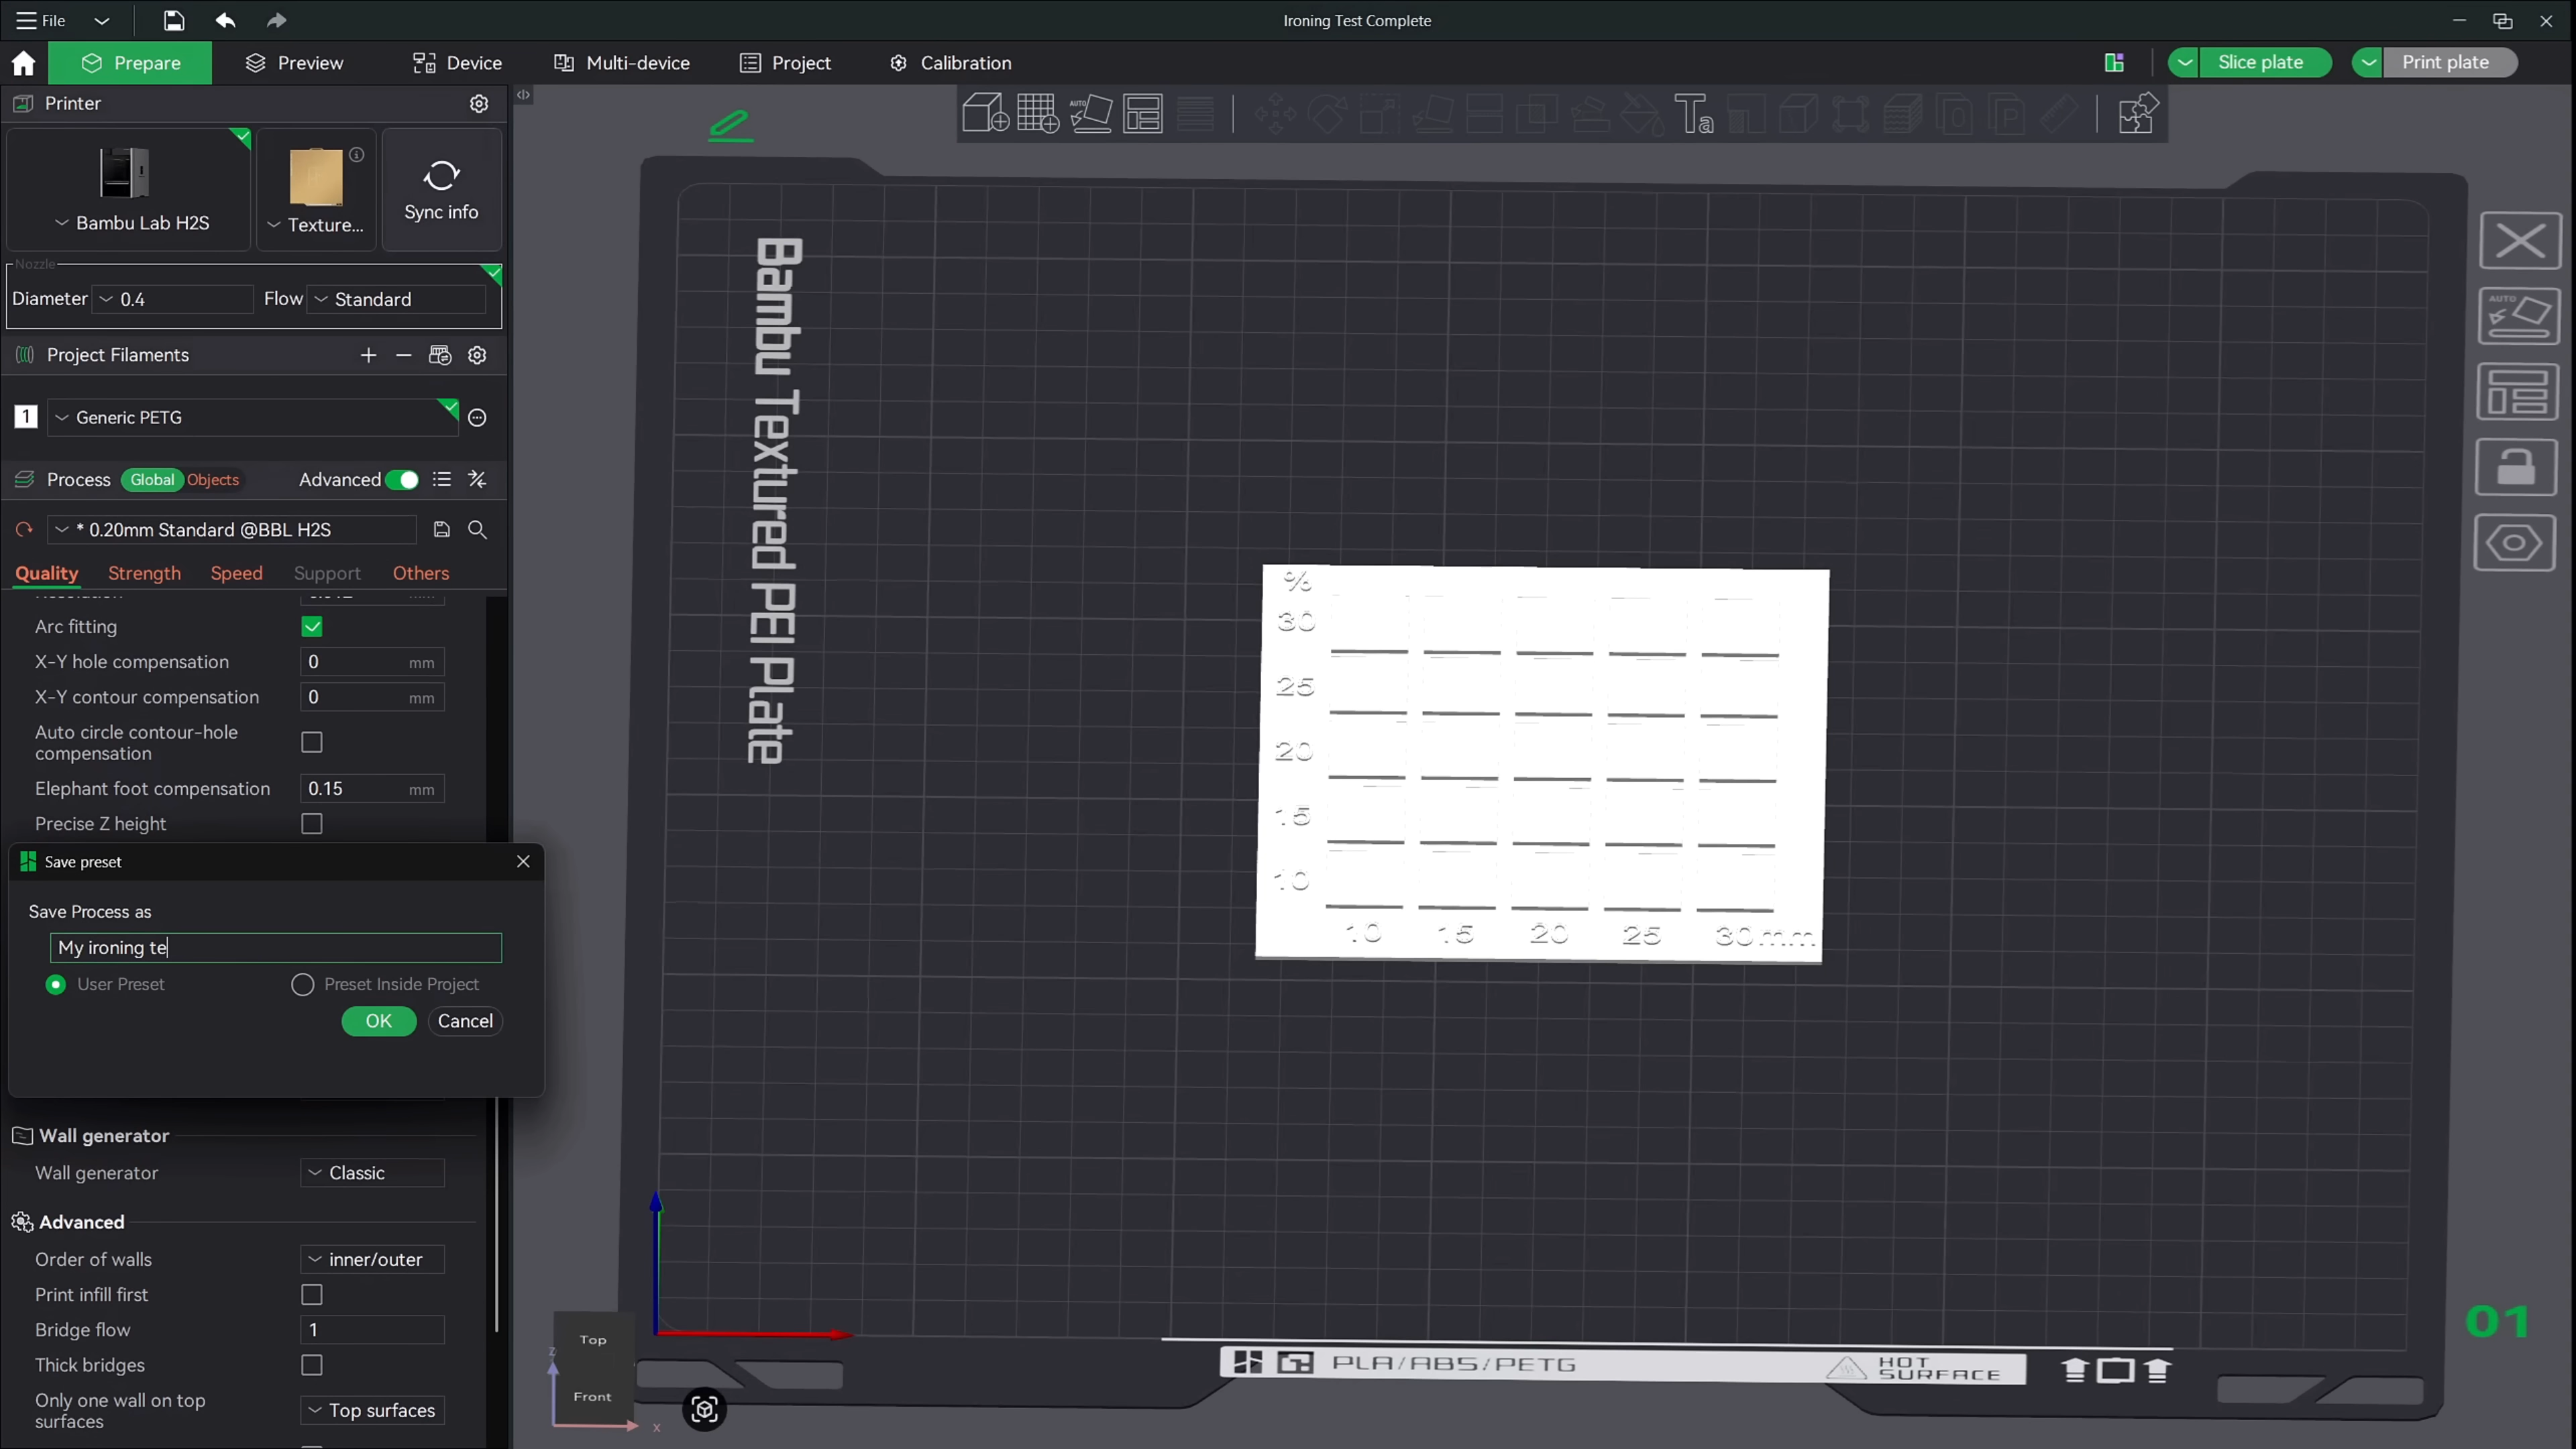 File
Ironing Test Complete
Prepare
Preview
Device
Multi-device
Project
Calibration
Slice plate
Print plate
Printer
Bambu Lab H2S
Texture...
Sync info
Nozzle
Diameter
0.4
Flow
Standard
Project Filaments
1
Generic PETG
Process
Global
Objects
Advanced
* 0.20mm Standard @BBL H2S
Quality
Strength
Speed
Support
Others
Arc fitting
X-Y hole compensation
0 mm
X-Y contour compensation
0 mm
Auto circle contour-hole
compensation
Elephant foot compensation
0.15 mm
Precise Z height
Save preset
Save Process as
My ironing te
User Preset
Preset Inside Project
OK
Cancel
Wall generator
Wall generator
Classic
Advanced
Order of walls
inner/outer
Print infill first
Bridge flow
1
Thick bridges
Only one wall on top
surfaces
Top surfaces
AUTO
Ta
Bambu Textured PEI Plate
%
30
25
20
15
10
10 15 20 25 30mm
AUTO
01
PLA/ABS/PETG
HOT
SURFACE
Top
Front
Z
X